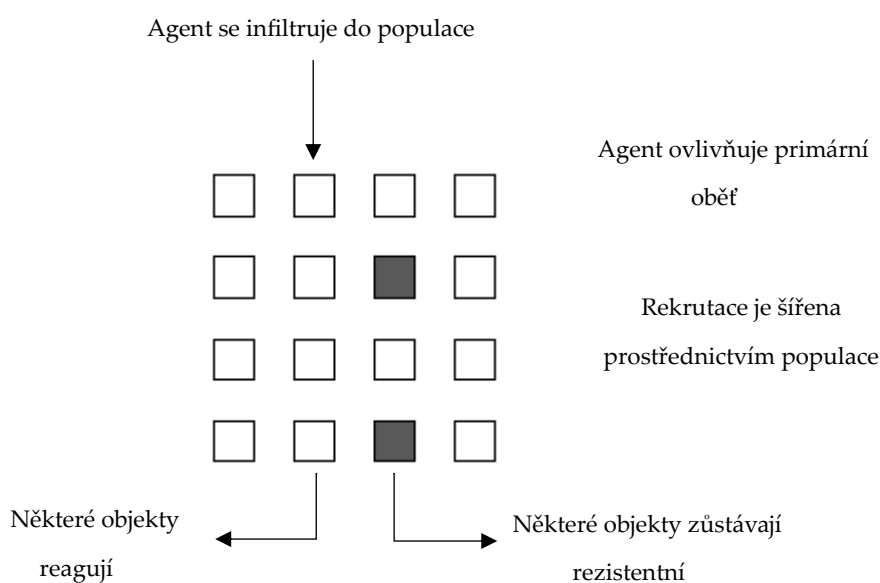 Agent se infiltruje do populace
Agent ovlivňuje primární
oběť
Rekrutace je šířena
prostřednictvím populace
Některé objekty
reagují
Některé objekty zůstávají
rezistentní